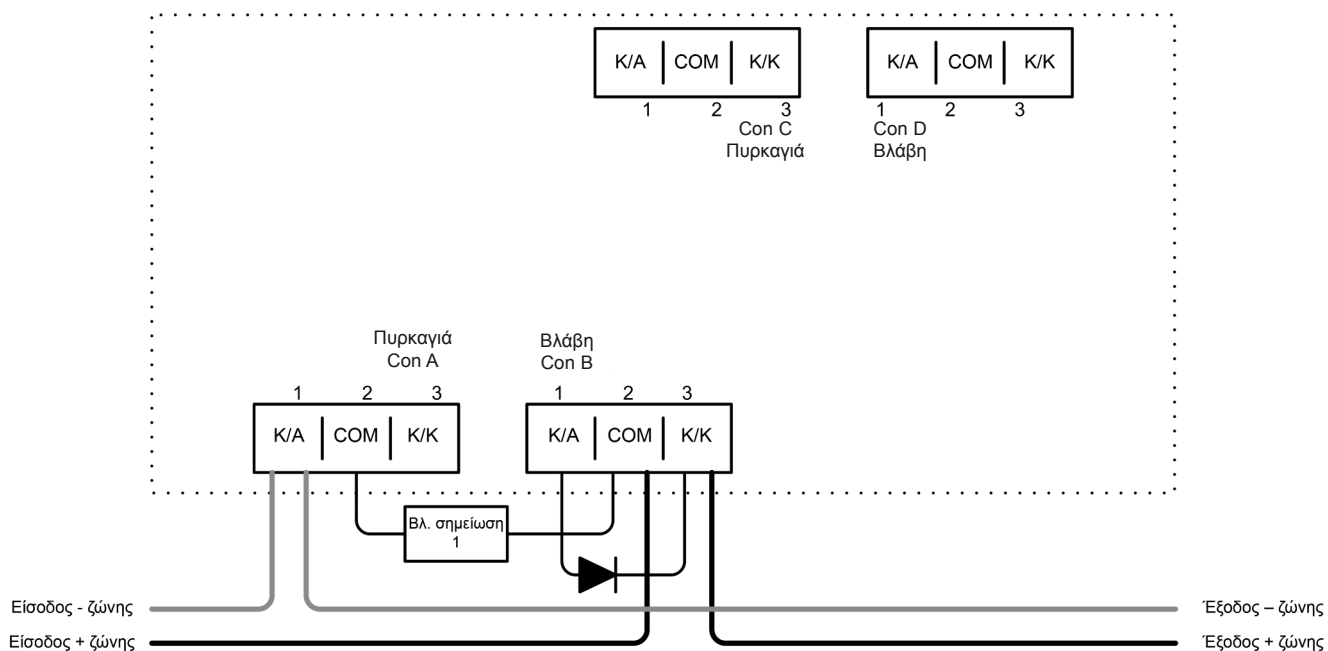 K/A COM K/K K/A COM K/K
1 2 3 1 2 3
Con C Con D
Πυρκαγιά Βλάβη
Πυρκαγιά Βλάβη
Con A Con B
1 2 3 1 2 3
K/A COM K/K K/A COM K/K
Βλ. σημείωση
1
Είσοδος - ζώνης Έξοδος – ζώνης
Είσοδος + ζώνης Έξοδος + ζώνης